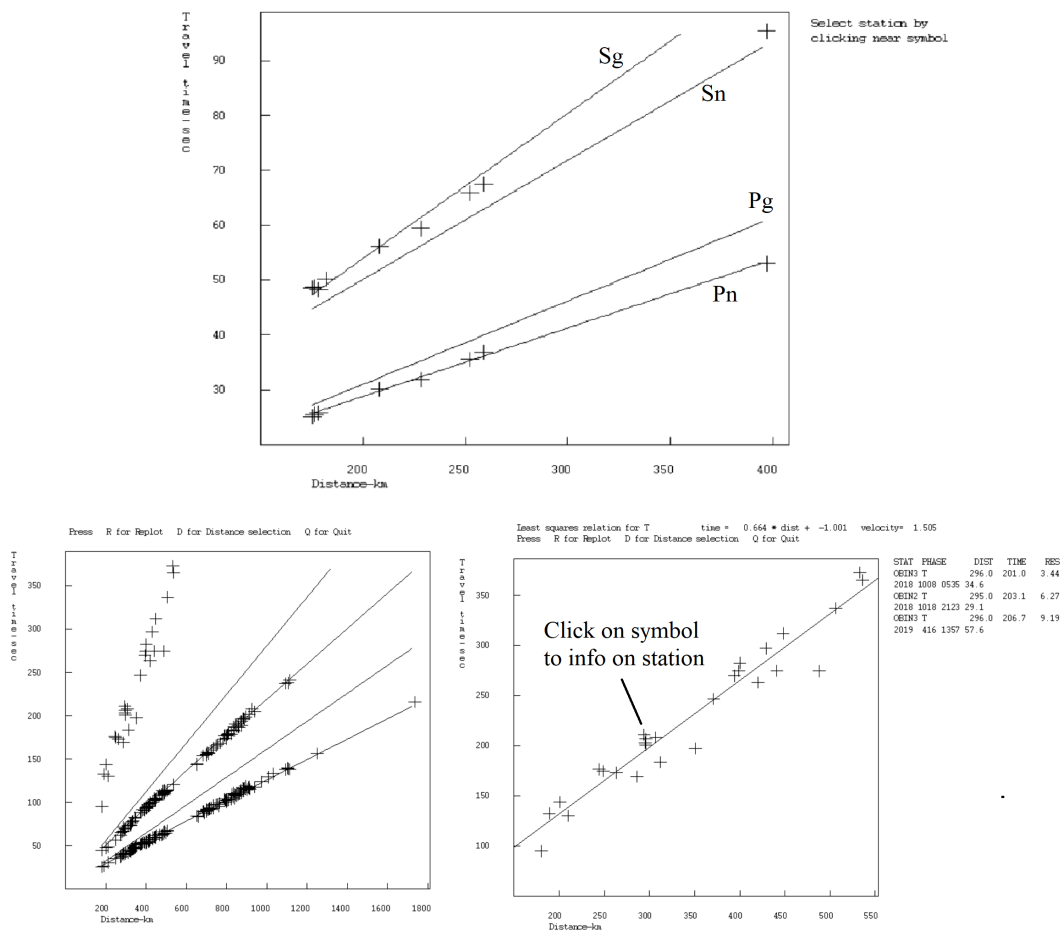 Select station by
clicking near symbol
Travel time-sec
90
80
70
60
50
40
30
Sg
Sn
Pg
Pn
200
250
300
350
400
Distance-km
Press R for Replot D for Distance selection Q for Quit
Travel time-sec
350
300
250
200
150
100
50
200 400 600 800 1000 1200 1400 1600 1800
Distance-km
Least squares relation for T time = 0.664 * dist + -1.001 velocity= 1.505
Press R for Replot D for Distance selection Q for Quit
Travel time-sec
350
300
250
200
150
100
Click on symbol
to info on station
200 250 300 350 400 450 500 550
Distance-km
STAT PHASE DIST TIME RES
OBIN3 T 296.0 201.0 3.44
2018 1008 0535 34.6
OBIN2 T 295.0 203.1 6.27
2018 1018 2123 29.1
OBIN3 T 296.0 206.7 9.19
2019 416 1357 57.6